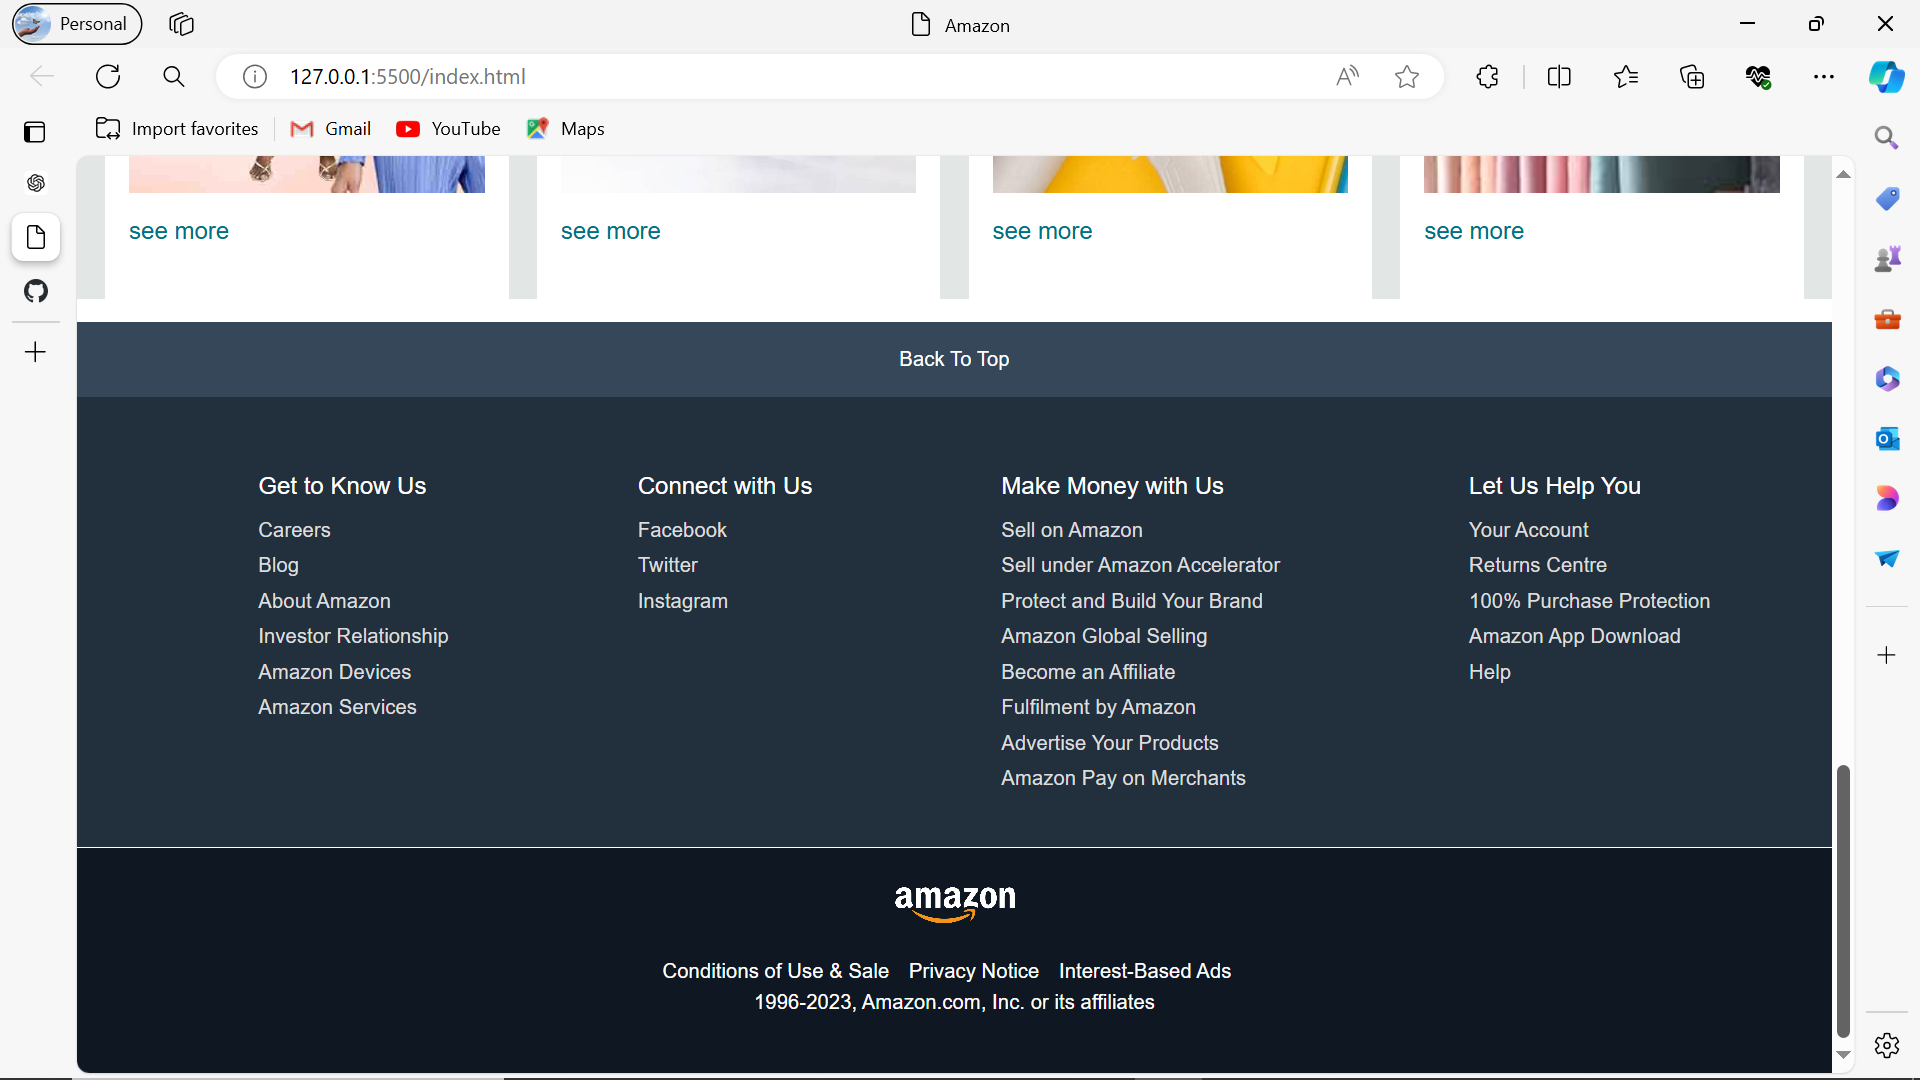 Personal
Amazon
127.0.0.1:5500/index.html
Import favorites
Gmail
YouTube
Maps
see more see more see more see more
Back To Top
Get to Know Us
Careers
Blog
About Amazon
Investor Relationship
Amazon Devices
Amazon Services
Connect with Us
Facebook
Twitter
Instagram
Make Money with Us
Sell on Amazon
Sell under Amazon Accelerator
Protect and Build Your Brand
Amazon Global Selling
Become an Affiliate
Fulfilment by Amazon
Advertise Your Products
Amazon Pay on Merchants
Let Us Help You
Your Account
Returns Centre
100% Purchase Protection
Amazon App Download
Help
amazon
Conditions of Use & Sale Privacy Notice Interest-Based Ads
1996-2023, Amazon.com, Inc. or its affiliates